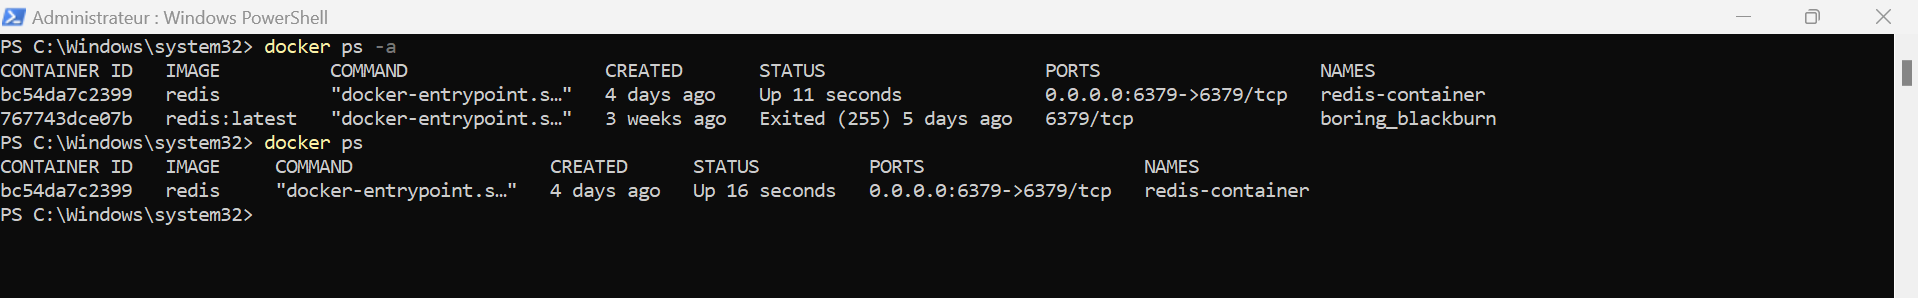 Administrateur : Windows PowerShell
PS C:\Windows\system32> docker ps -a
CONTAINER ID   IMAGE          COMMAND                  CREATED       STATUS                    PORTS                    NAMES
bc54da7c2399   redis          "docker-entrypoint.s…"   4 days ago    Up 11 seconds             0.0.0.0:6379->6379/tcp   redis-container
767743dce07b   redis:latest   "docker-entrypoint.s…"   3 weeks ago   Exited (255) 5 days ago   6379/tcp                 boring_blackburn
PS C:\Windows\system32> docker ps
CONTAINER ID   IMAGE     COMMAND                  CREATED      STATUS          PORTS                    NAMES
bc54da7c2399   redis     "docker-entrypoint.s…"   4 days ago   Up 16 seconds   0.0.0.0:6379->6379/tcp   redis-container
PS C:\Windows\system32>